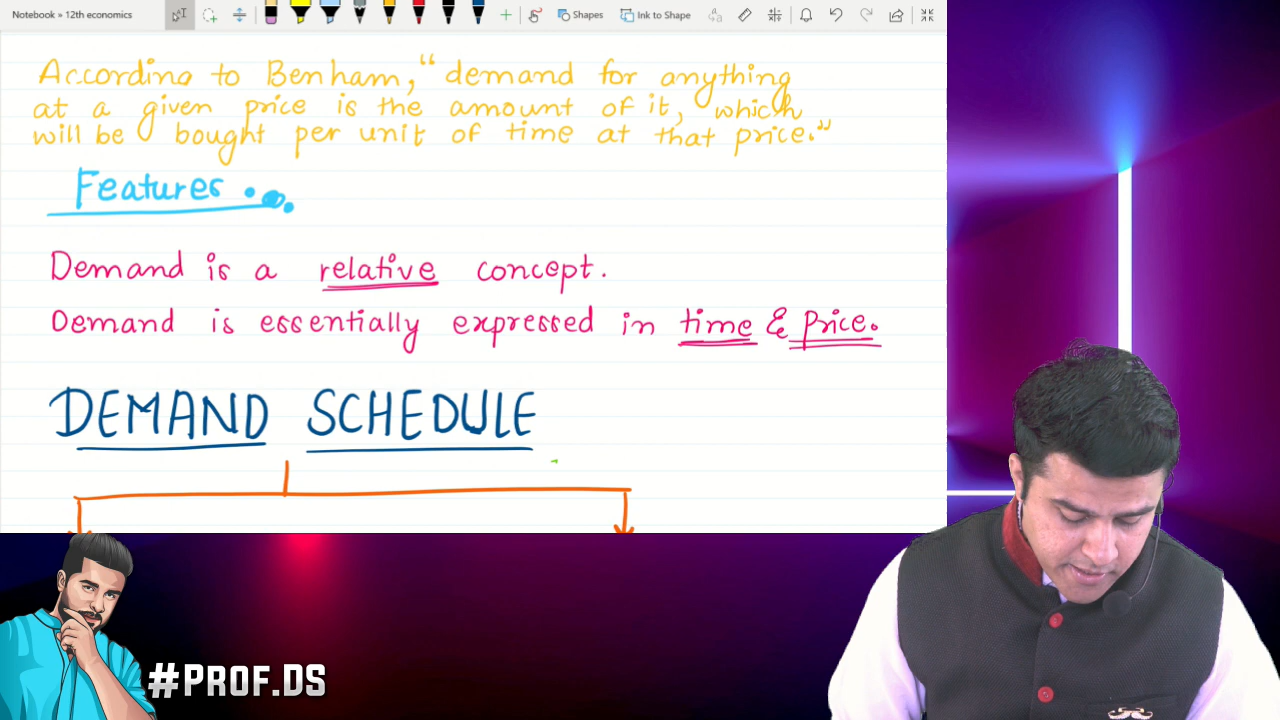 Notebook » 12th economics
Shapes
Ink to Shape
According to Benham, "demand for anything
at a given price is the amount of it, which
will be bought per unit of time at that price."
Features
Demand is a relative concept.
Demand is essentially expressed in time & price.
DEMAND SCHEDULE
#PROF.DS